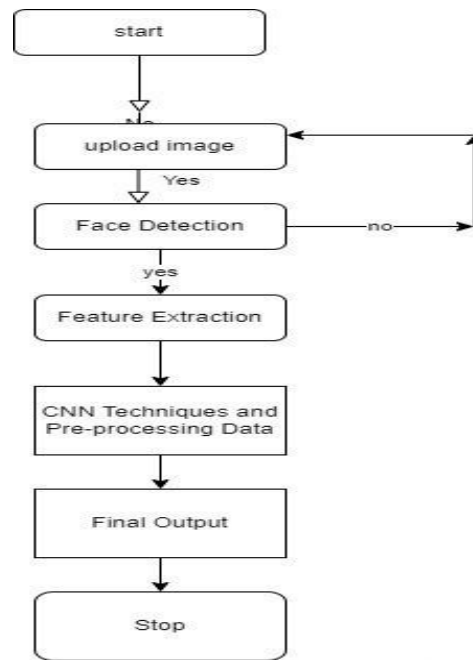 start
upload image
Yes
Face Detection
no
yes
Feature Extraction
CNN Techniques and
Pre-processing Data
Final Output
Stop